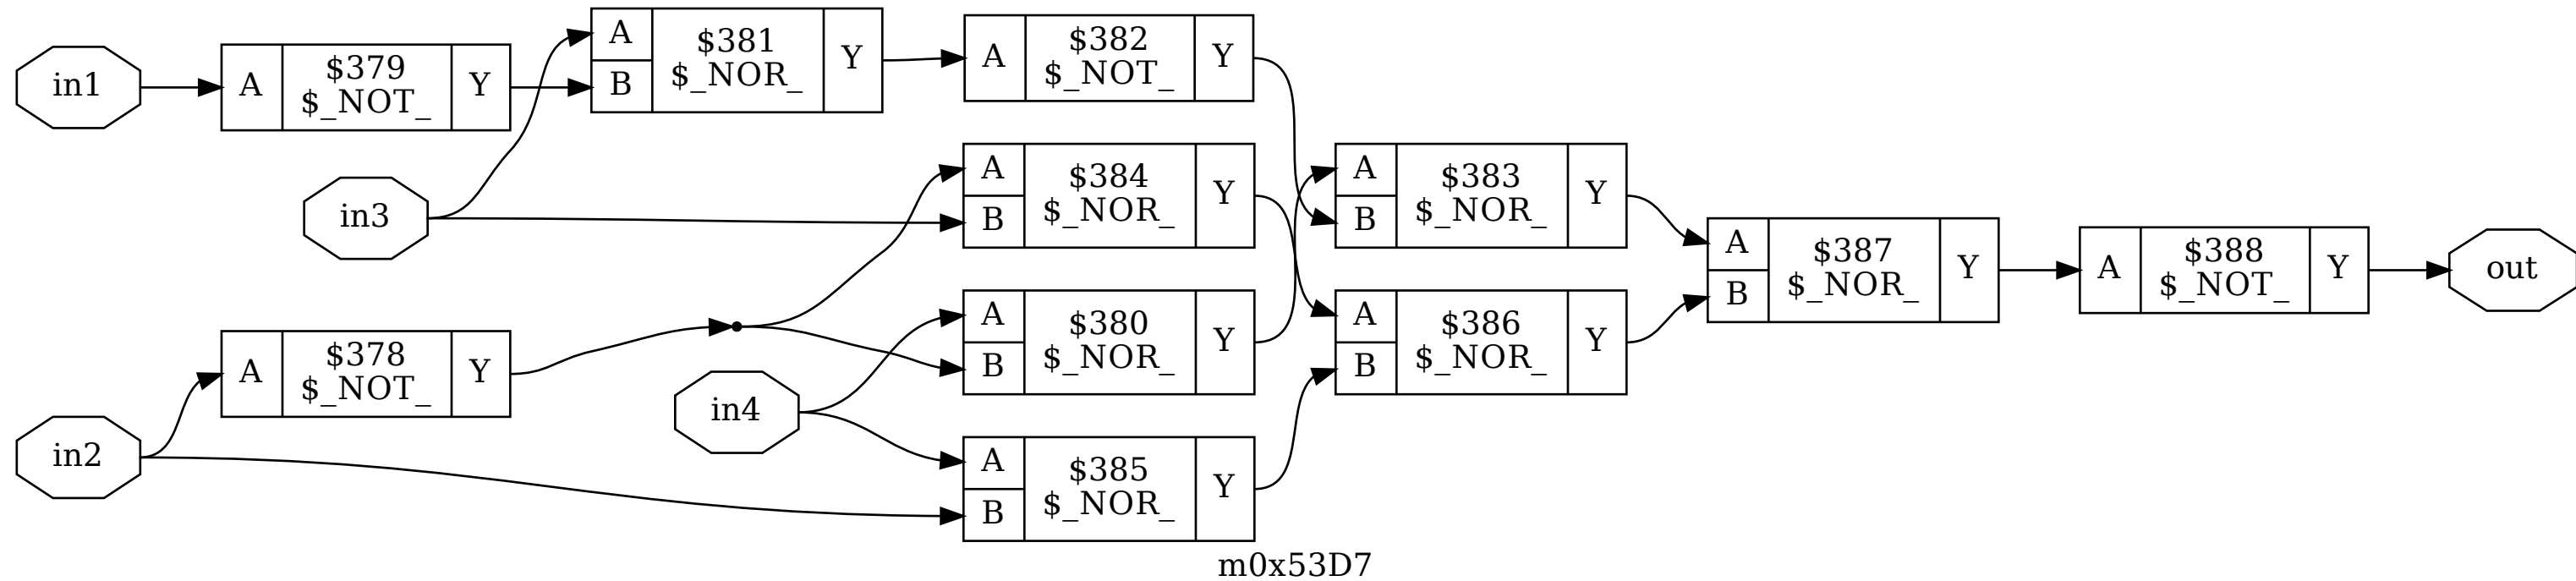 in1
A $379 $_NOT_ Y
A B $381 $_NOR_ Y
A $382 $_NOT_ Y
in3
A B $384 $_NOR_ Y
A B $383 $_NOR_ Y
A B $387 $_NOR_ Y
A $388 $_NOT_ Y
out
in2
A $378 $_NOT_ Y
in4
A B $380 $_NOR_ Y
A B $386 $_NOR_ Y
A B $385 $_NOR_ Y
m0x53D7